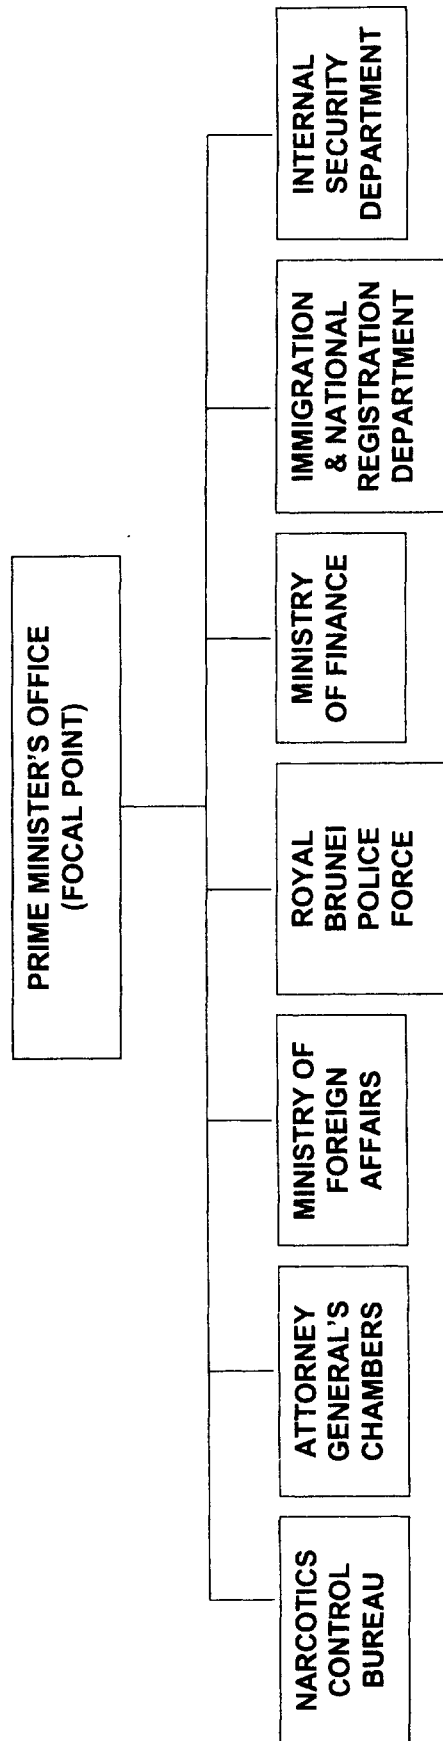 PRIME MINISTER'S OFFICE
(FOCAL POINT)
NARCOTICS
CONTROL
BUREAU
ATTORNEY
GENERAL'S
CHAMBERS
MINISTRY OF
FOREIGN
AFFAIRS
ROYAL
BRUNEI
POLICE
FORCE
MINISTRY
OF FINANCE
IMMIGRATION
& NATIONAL
REGISTRATION
DEPARTMENT
INTERNAL
SECURITY
DEPARTMENT